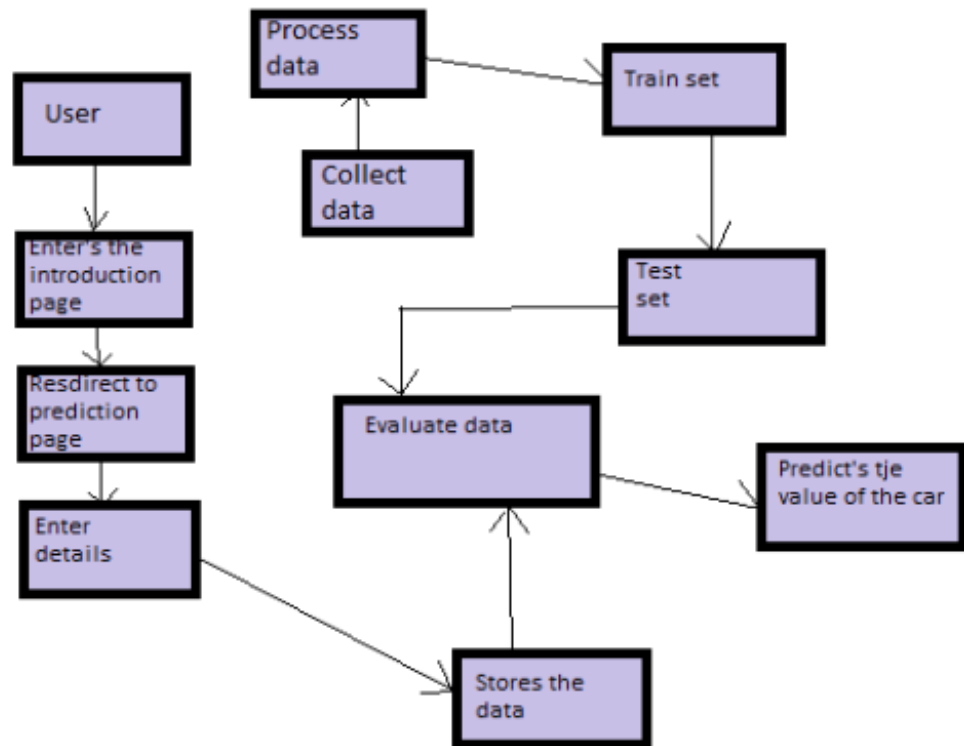 Process
data
Train set
User
Collect
data
Enter's the
introduction
page
Test
set
Resdirect to
prediction
page
Evaluate data
Predict's tje
value of the car
Enter
details
Stores the
data